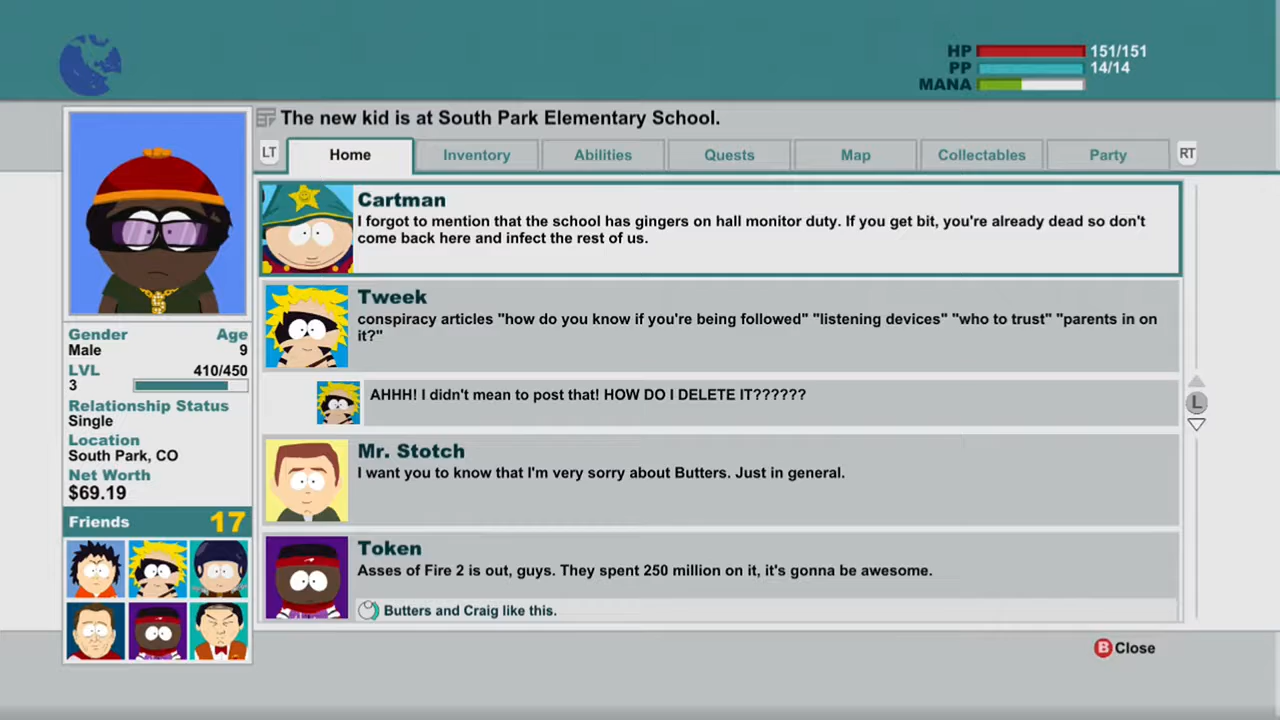 HP 151/151
PP 14/14
MANA
The new kid is at South Park Elementary School.
LT Home Inventory Abilities Quests Map Collectables Party RT
Gender Age
Male 9
LVL 410/450
3
Relationship Status
Single
Location
South Park, CO
Net Worth
$69.19
Friends 17
Cartman
I forgot to mention that the school has gingers on hall monitor duty. If you get bit, you're already dead so don't
come back here and infect the rest of us.
Tweek
conspiracy articles "how do you know if you're being followed" "listening devices" "who to trust" "parents in on
it?"
AHHH! I didn't mean to post that! HOW DO I DELETE IT??????
Mr. Stotch
I want you to know that I'm very sorry about Butters. Just in general.
Token
Asses of Fire 2 is out, guys. They spent 250 million on it, it's gonna be awesome.
Butters and Craig like this.
L
B Close